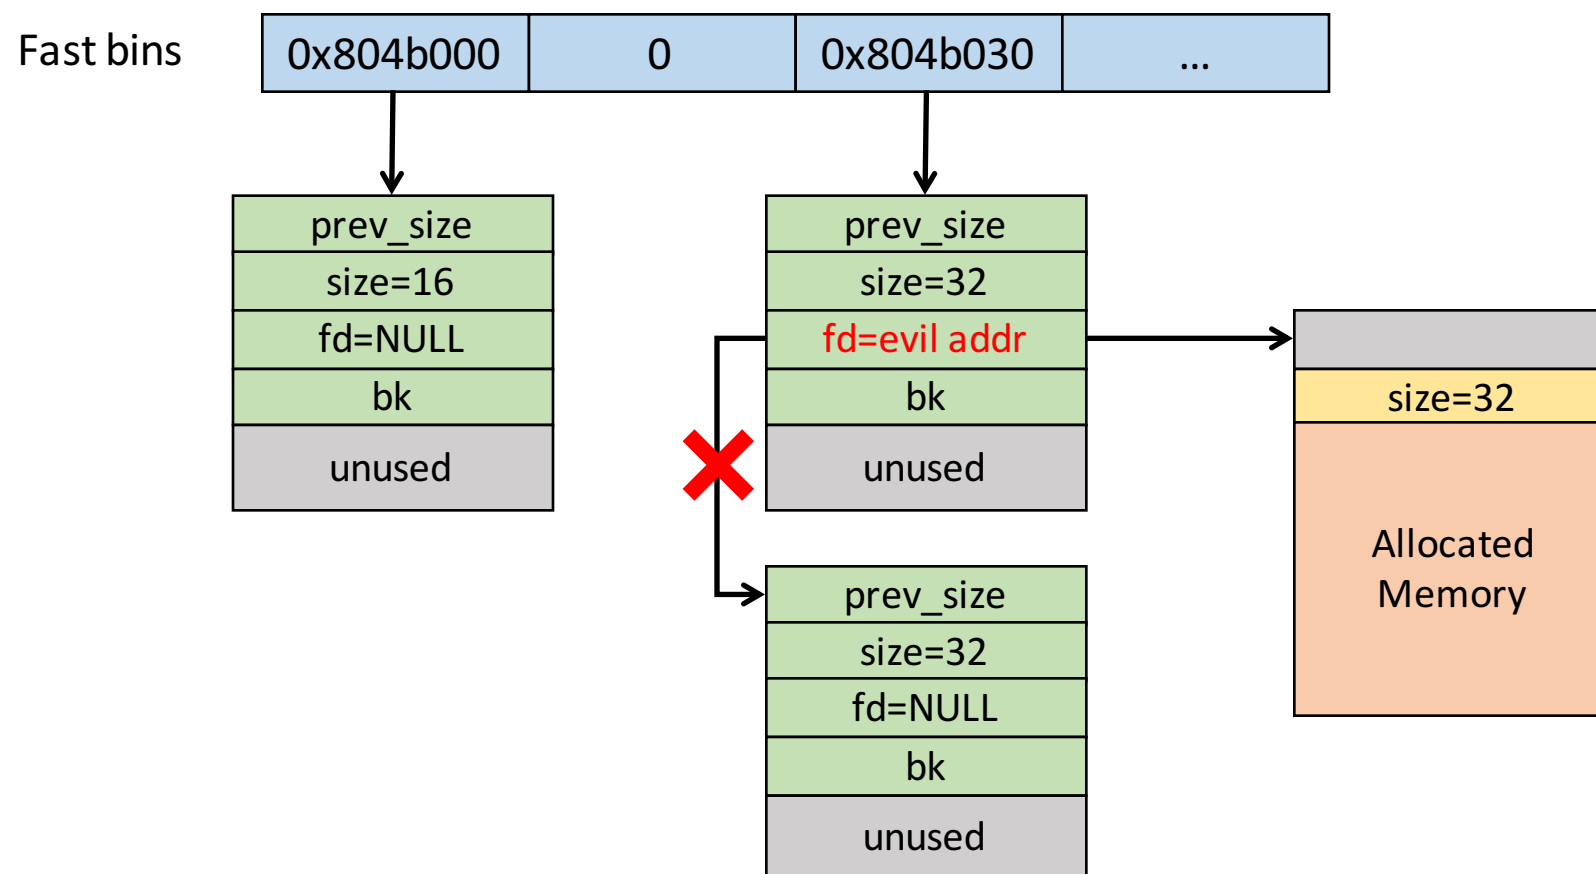 Fast bins
0x804b000
0
0x804b030
...
prev_size
size=16
fd=NULL
bk
unused
prev_size
size=32
fd=evil addr
bk
unused
size=32
Allocated
Memory
prev_size
size=32
fd=NULL
bk
unused